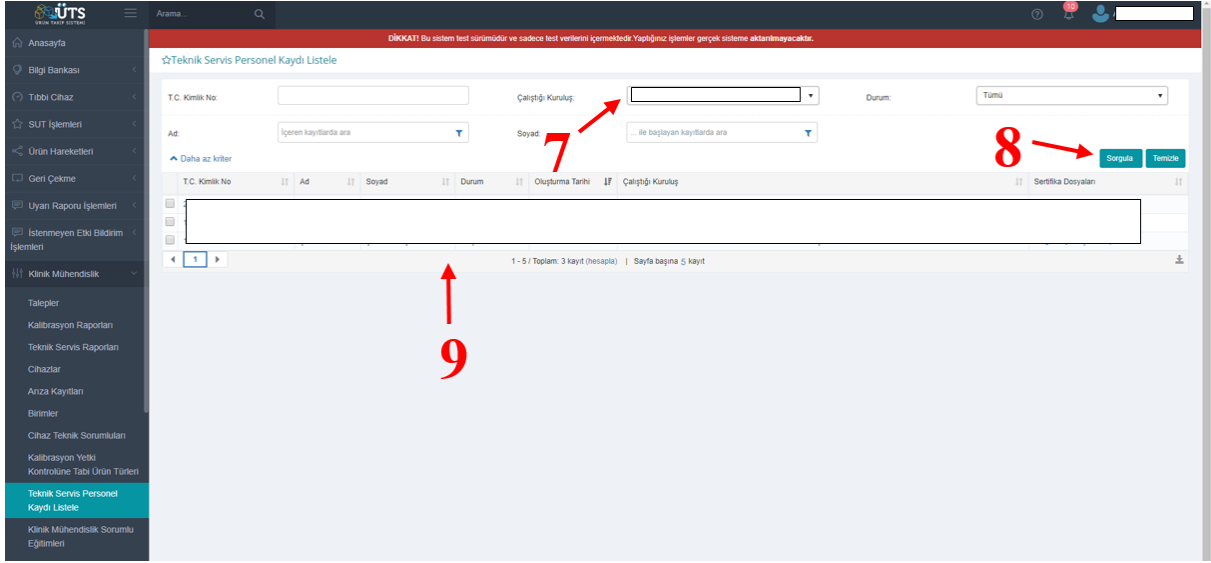 ÜTS
ÜRÜN TAKİP SİSTEMİ
Arama...
10
DİKKAT! Bu sistem test sürümüdür ve sadece test verilerini içermektedir.Yaptığınız işlemler gerçek sisteme aktarılmayacaktır.
Anasayfa
Bilgi Bankası
Tıbbi Cihaz
SUT İşlemleri
Ürün Hareketleri
Geri Çekme
Uyarı Raporu İşlemleri
İstenmeyen Etki Bildirim
İşlemleri
Klinik Mühendislik
Talepler
Kalibrasyon Raporları
Teknik Servis Raporları
Cihazlar
Arıza Kayıtları
Birimler
Cihaz Teknik Sorumluları
Kalibrasyon Yetki
Kontrolüne Tabi Ürün Türleri
Teknik Servis Personel
Kaydı Listele
Klinik Mühendislik Sorumlu
Eğitimleri
Teknik Servis Personel Kaydı Listele
T.C. Kimlik No:
Çalıştığı Kuruluş:
Durum:
Tümü
Ad:
İçeren kayıtlarda ara
Soyad:
... ile başlayan kayıtlarda ara
7
8
Daha az kriter
Sorgula
Temizle
T.C. Kimlik No
Ad
Soyad
Durum
Oluşturma Tarihi
Çalıştığı Kuruluş
Sertifika Dosyaları
1
1 - 5 / Toplam: 3 kayıt (hesapla) | Sayfa başına 5 kayıt
9